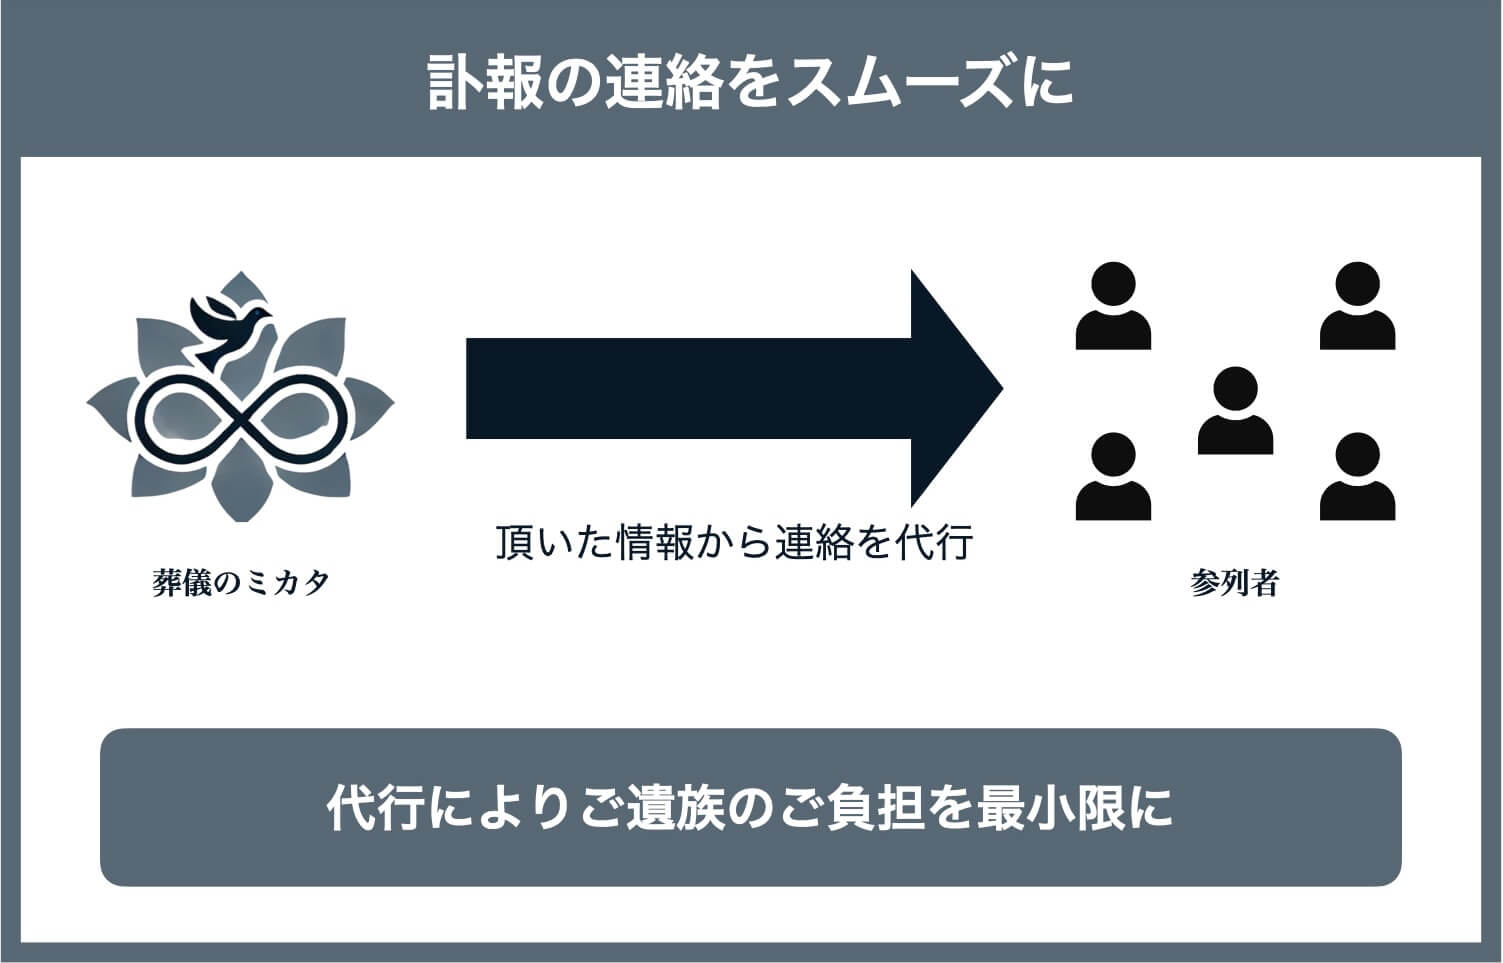 訃報の連絡をスムーズに
頂いた情報から連絡を代行
葬儀のミカタ
参列者
代行によりご遺族のご負担を最小限に